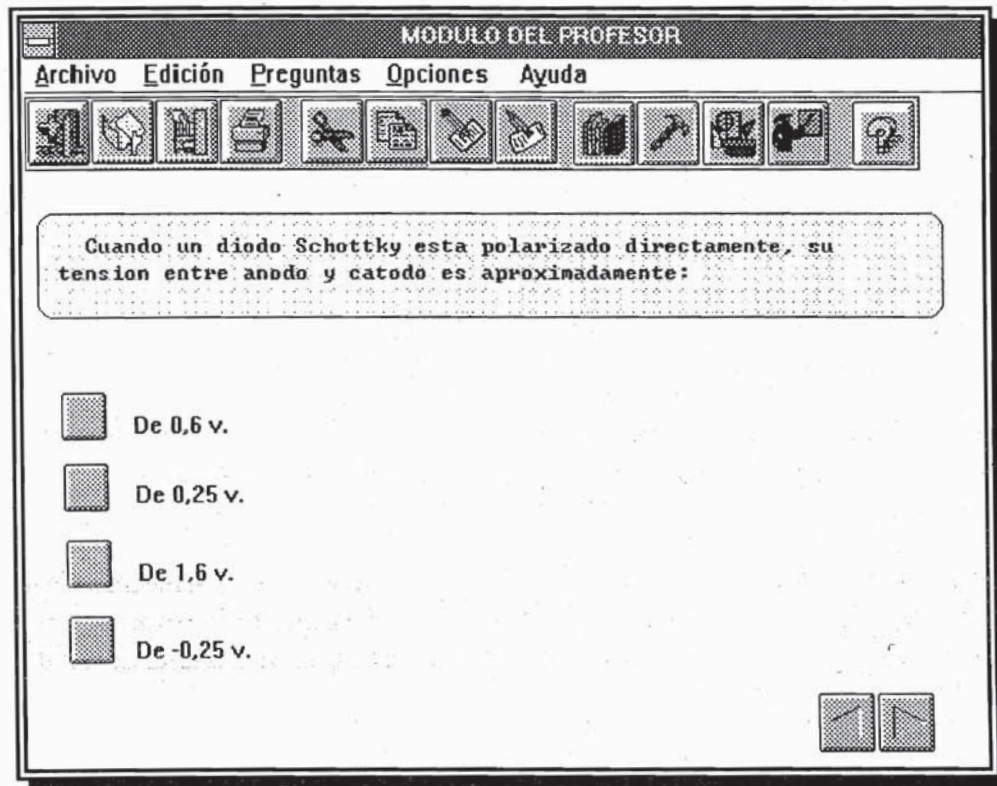 MODULO DEL PROFESOR
Archivo Edición Preguntas Opciones Ayuda
Cuando un diodo Schottky esta polarizado directamente, su
tension entre anodo y catodo es aproximadamente:
De 0,6 v.
De 0,25 v.
De 1,6 v.
De -0,25 v.